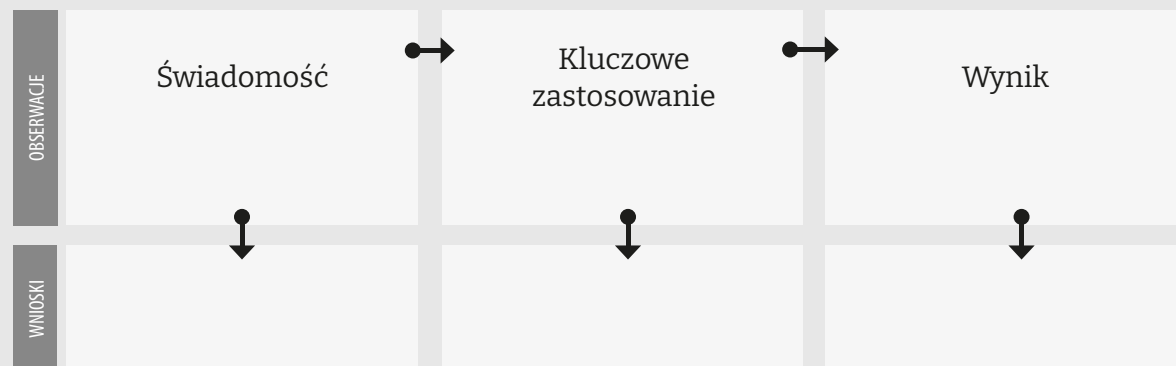 OBSERWACJE
Świadomość
Kluczowe
zastosowanie
Wynik
WNIOSKI